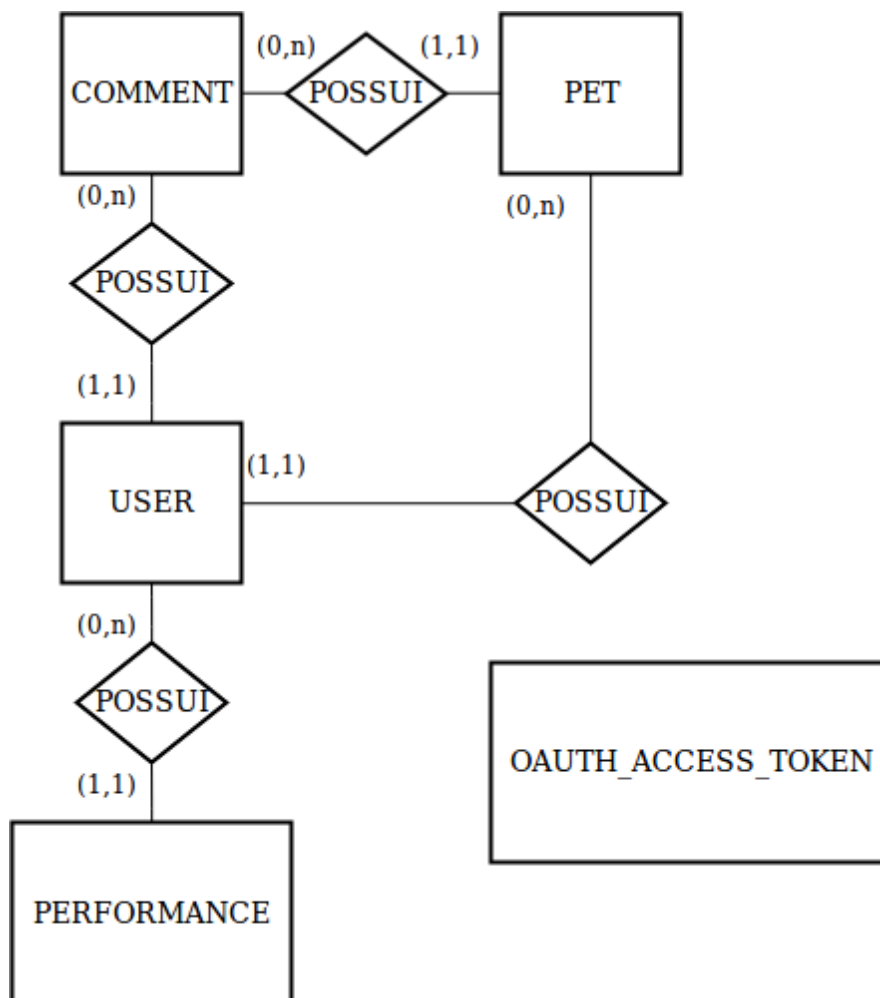 (0,n)
(1,1)
COMMENT
POSSUI
PET
(0,n)
(0,n)
POSSUI
(1,1)
(1,1)
USER
POSSUI
(0,n)
POSSUI
OAUTH_ACCESS_TOKEN
(1,1)
PERFORMANCE